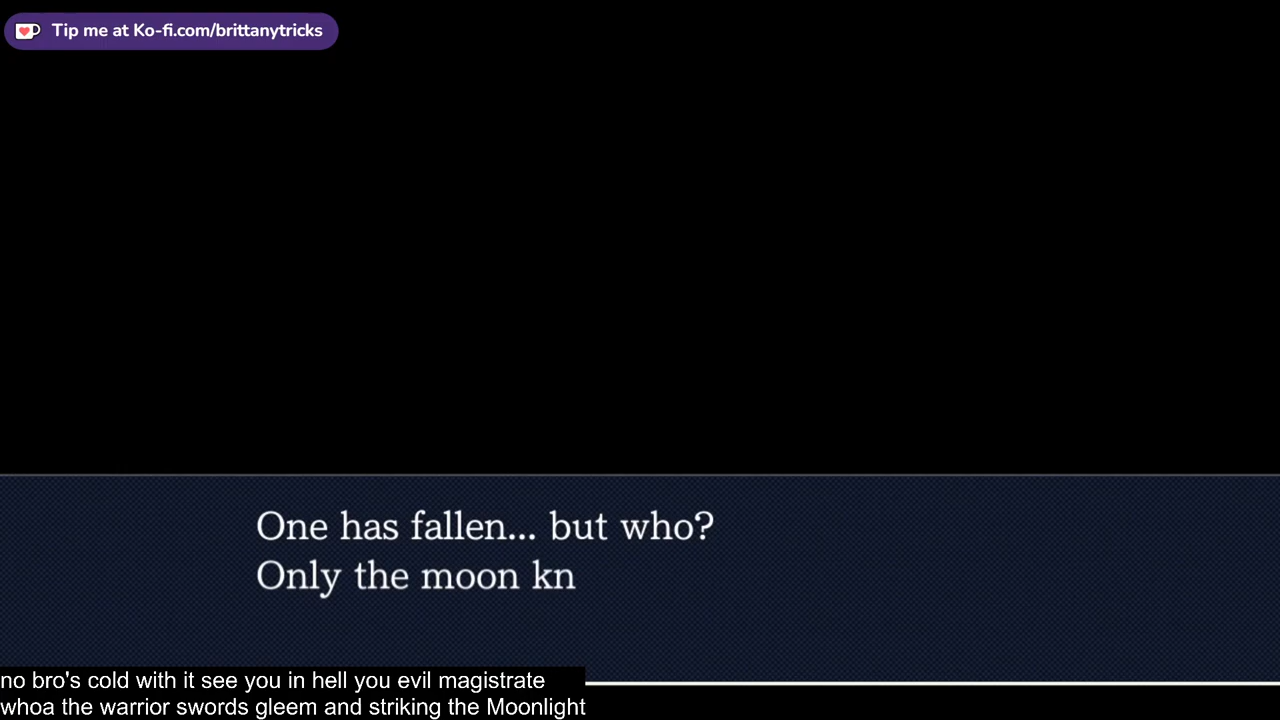 Tip me at Ko-fi.com/brittanytricks
One has fallen... but who?
Only the moon kn
no bro's cold with it see you in hell you evil magistrate
whoa the warrior swords gleem and striking the Moonlight